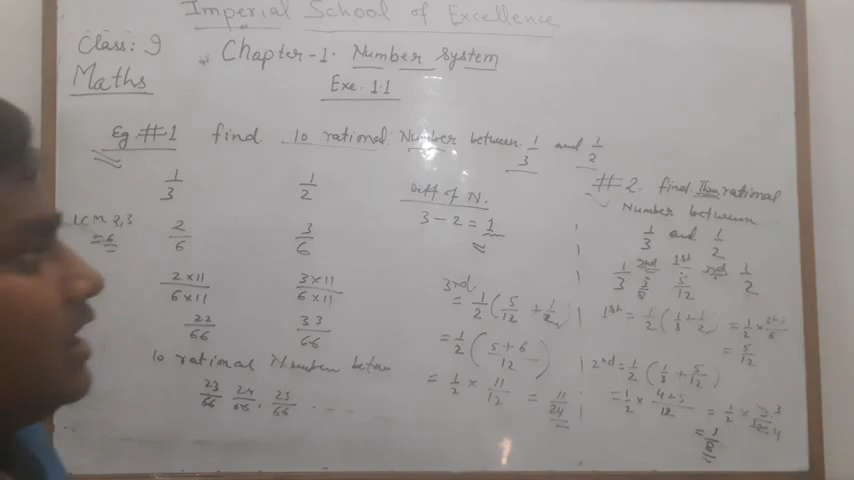 Imperial School of Excellence
Class: 9
Maths
Chapter-1. Number System
Exe. 1.1
Eg.#.1 find 10 rational Number between 1/3 and 1/2
1/3 1/2
LCM 2,3
= 6
2/6 3/6
2×11/6×11 3×11/6×11
22/66 33/66
10 rational Number betwn
23/66 24/66, 25/66 ....
Diff of N.
3-2=1
3rd
= 1/2 (5/12 + 1/2)
= 1/2 (5+6/12)
= 1/2 × 11/12 = 11/24
#2. find rational
Number between
1/3 and 1/2
1/3 2nd 1st 5/12 3rd 1/2
1st = 1/2 (1/3 + 1/2) = 1/2 ×
= 5/12
2nd = 1/2 (1/3 + 5/12)
= 1/2 × 4+5/12 = 1/2 ×